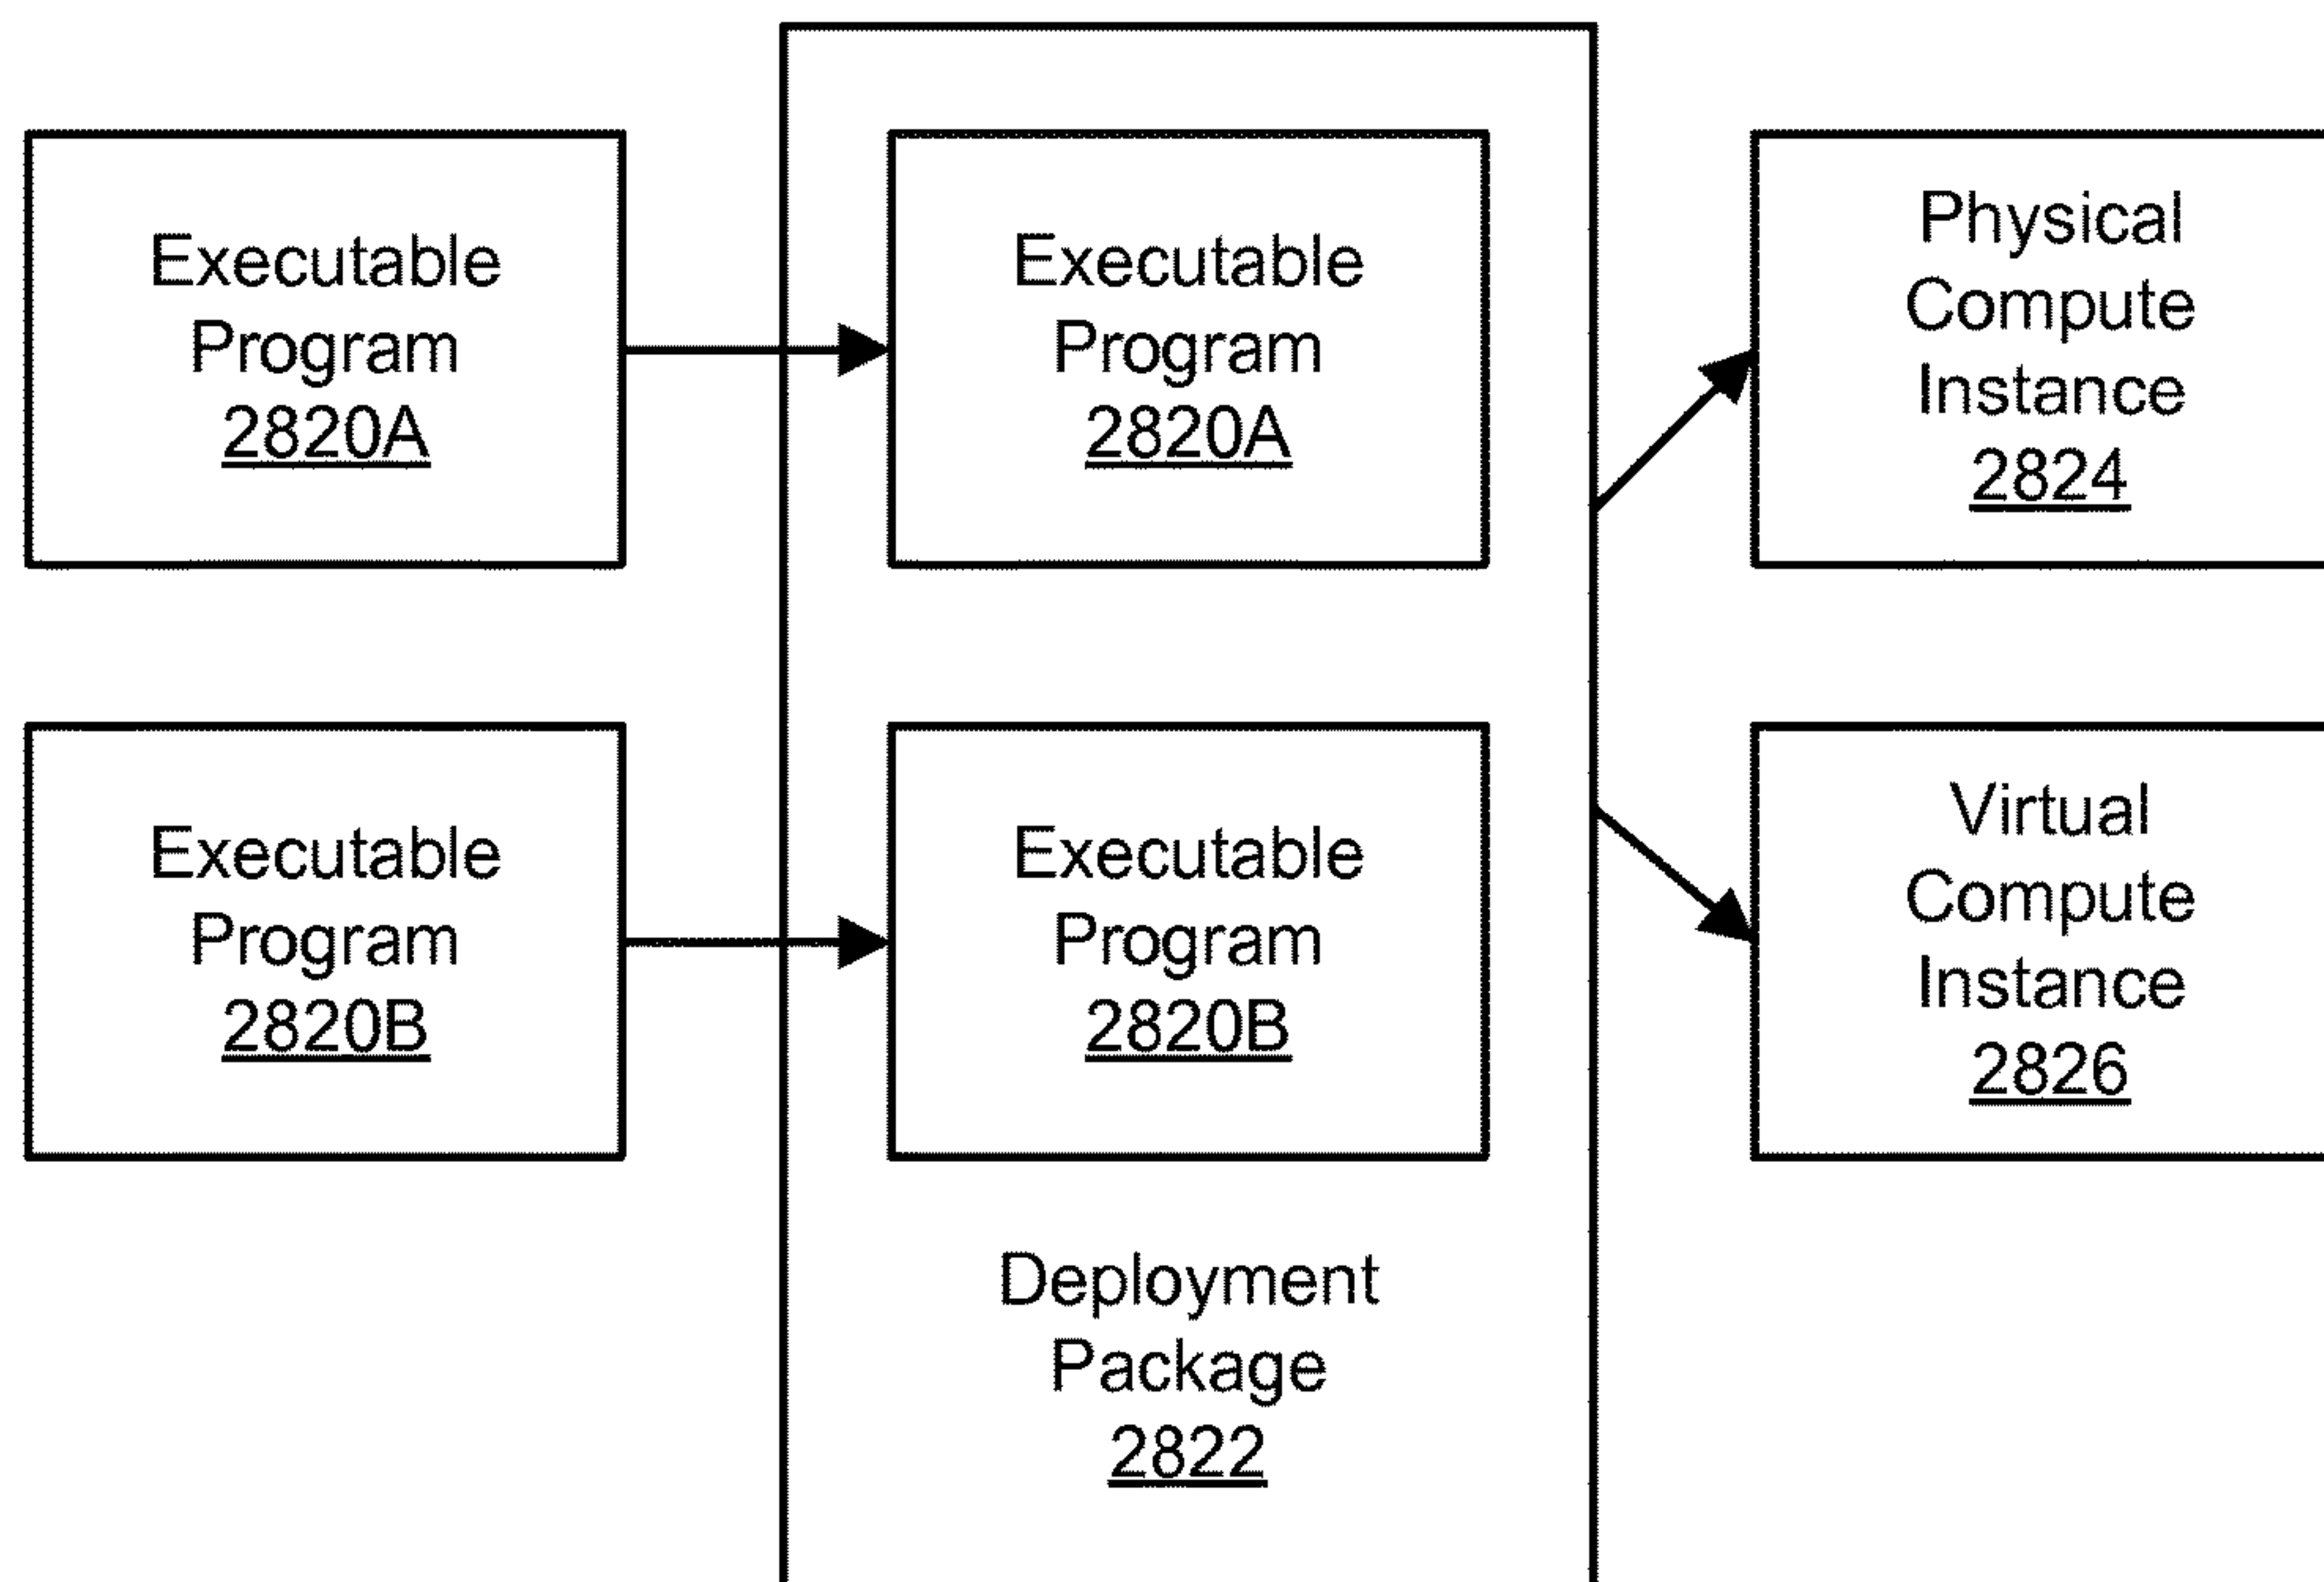 Executable
Program
2820A
Executable
Program
2820A
Physical
Compute
Instance
2824
Executable
Program
2820B
Executable
Program
2820B
Virtual
Compute
Instance
2826
Deployment
Package
2822